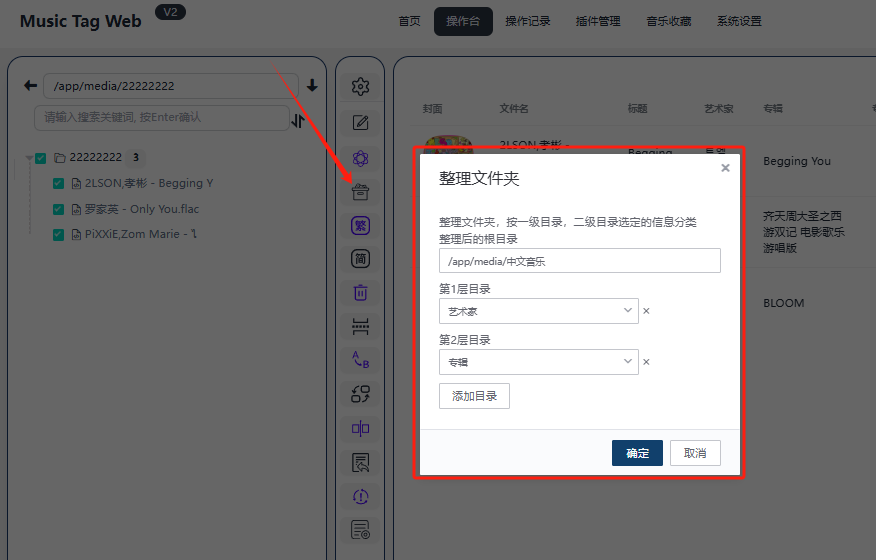 Music Tag Web V2
首页 操作台 操作记录 插件管理 音乐收藏 系统设置
/app/media/22222222
请输入搜索关键词, 按Enter确认
22222222 3
2LSON,孝彬 - Begging Y
罗家英 - Only You.flac
PiXXiE,Zom Marie -
繁
简
A
B
封面 文件名 标题 艺术家 专辑
2LSON,孝彬 -
Begging
Begging You
齐天周大圣之西
游双记 电影歌乐
游唱版
BLOOM
整理文件夹
整理文件夹，按一级目录，二级目录选定的信息分类
整理后的根目录
/app/media/中文音乐
第1层目录
艺术家
第2层目录
专辑
添加目录
确定 取消